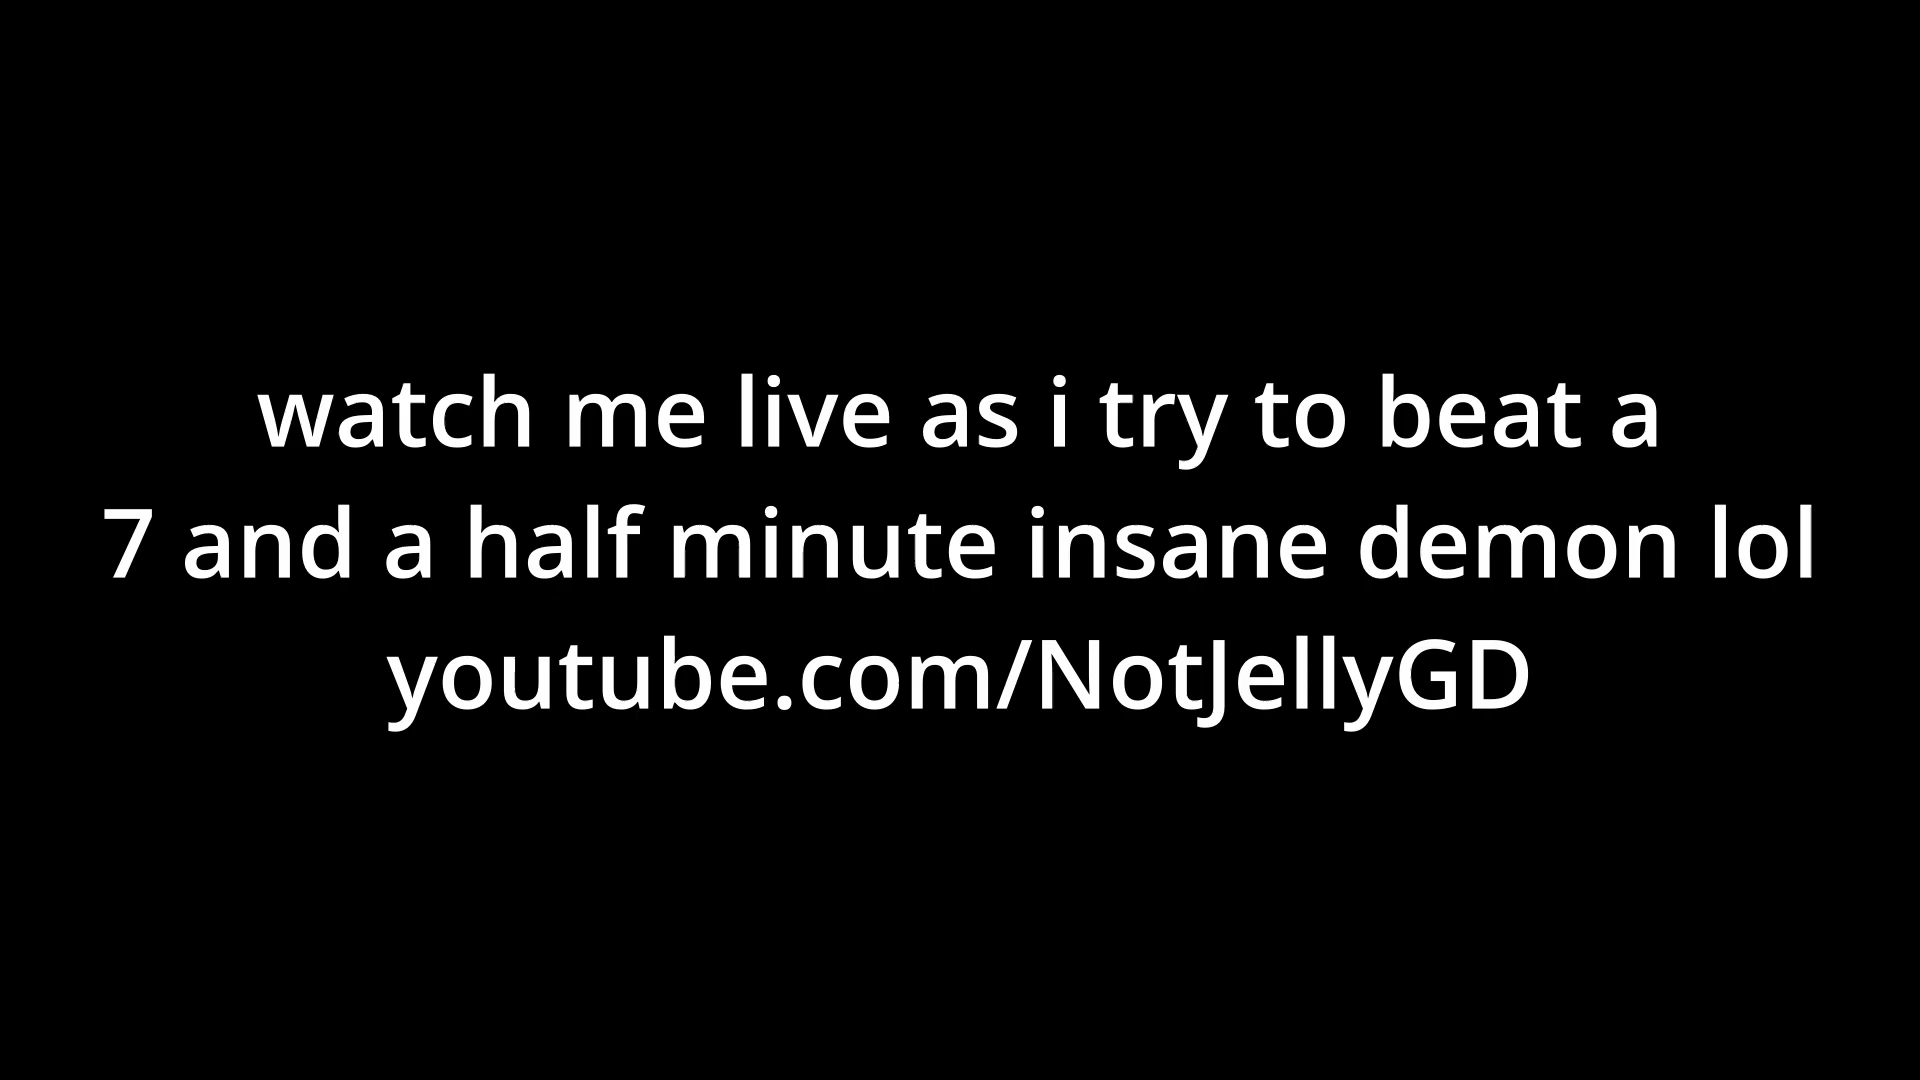 watch me live as i try to beat a
7 and a half minute insane demon lol
youtube.com/NotJellyGD